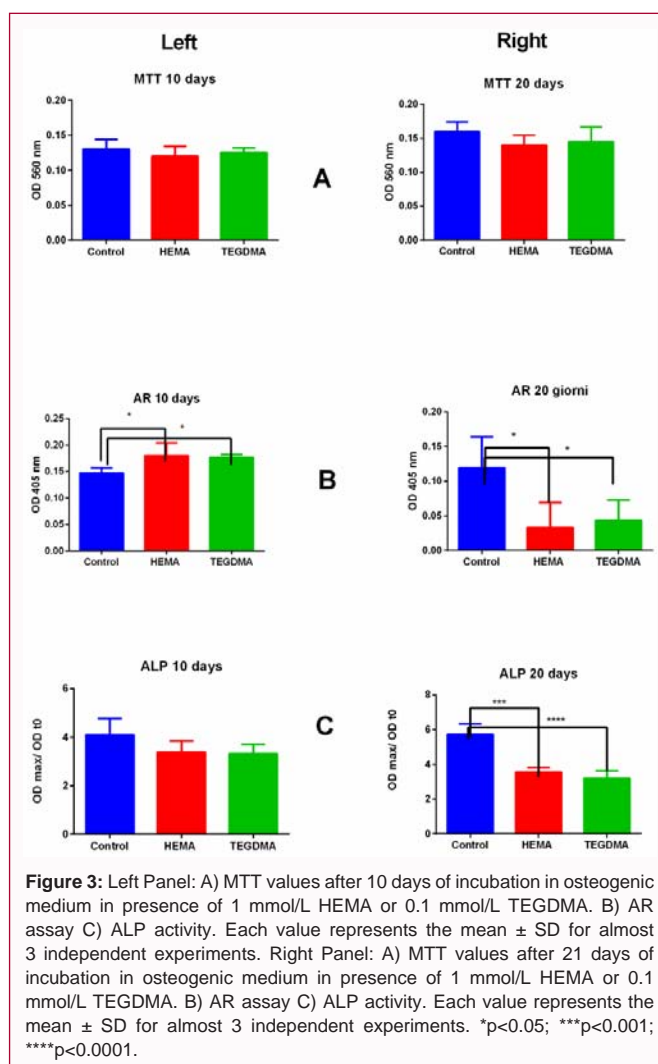 Left
Right
MTT 10 days
0.20
0.15
0.10
0.05
0.00
OD 560 nm
Control
HEMA
TEGDMA
A
MTT 20 days
0.20
0.15
0.10
0.05
0.00
OD 560 nm
Control
HEMA
TEGDMA
AR 10 days
0.25
0.20
0.15
0.10
0.05
0.00
OD 405 nm
*
*
Control
HEMA
TEGDMA
B
AR 20 giorni
0.20
0.15
0.10
0.05
0.00
OD 405 nm
*
*
Control
HEMA
TEGDMA
ALP 10 days
6
4
2
0
OD max/ OD t0
Control
HEMA
TEGDMA
C
ALP 20 days
8
6
4
2
0
OD max/ OD t0
***
****
Control
HEMA
TEGDMA
Figure 3: Left Panel: A) MTT values after 10 days of incubation in osteogenic
medium in presence of 1 mmol/L HEMA or 0.1 mmol/L TEGDMA. B) AR
assay C) ALP activity. Each value represents the mean ± SD for almost
3 independent experiments. Right Panel: A) MTT values after 21 days of
incubation in osteogenic medium in presence of 1 mmol/L HEMA or 0.1
mmol/L TEGDMA. B) AR assay C) ALP activity. Each value represents the
mean ± SD for almost 3 independent experiments. *p<0.05; ***p<0.001;
****p<0.0001.